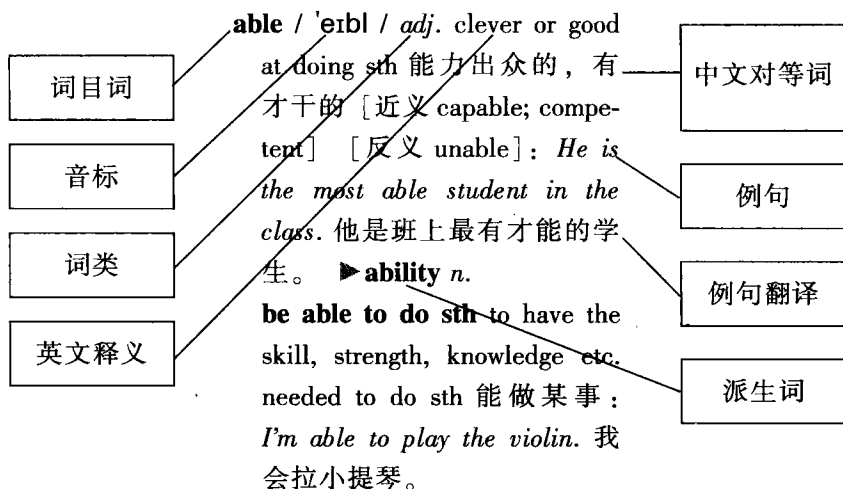 able / 'eɪbl / adj. clever or good
at doing sth 能力出众的，有
才干的 [近义 capable; compe-
tent] [反义 unable]：He is
the most able student in the
class. 他是班上最有才能的学
生。 ▶ability n.
be able to do sth to have the
skill, strength, knowledge etc.
needed to do sth 能做某事：
I'm able to play the violin. 我
会拉小提琴。
词目词
音标
词类
英文释义
中文对等词
例句
例句翻译
派生词